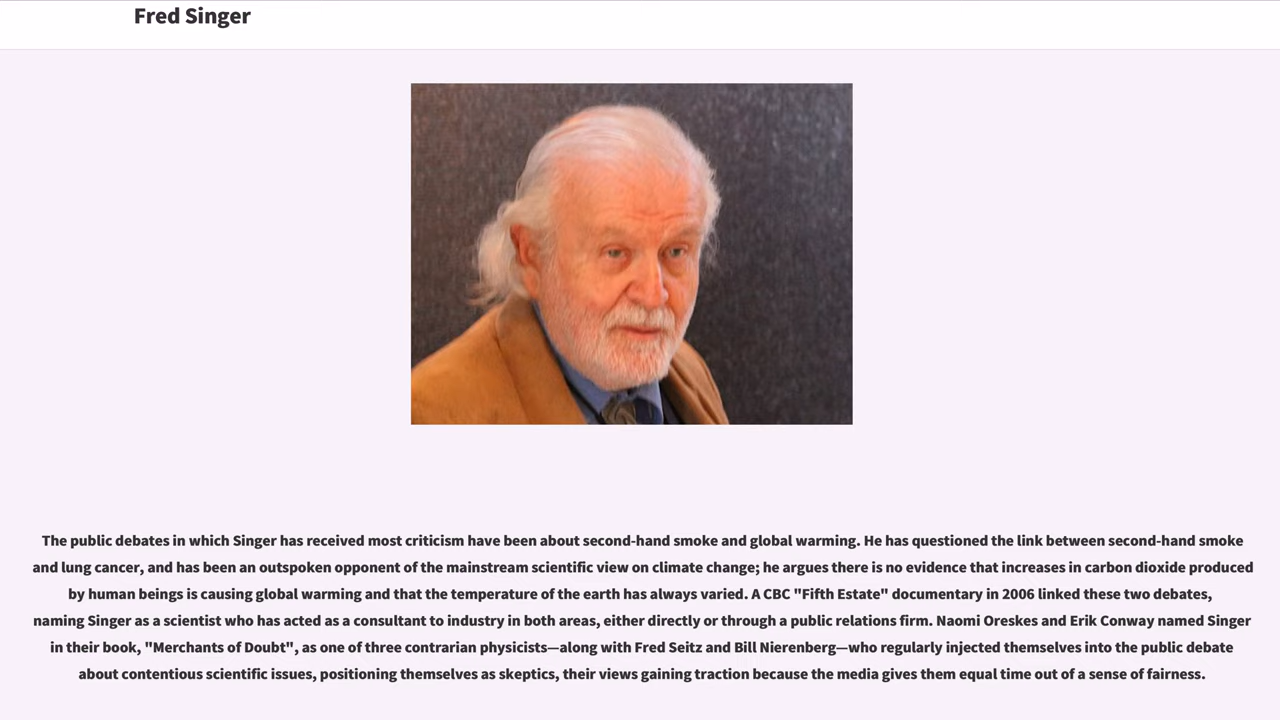 Fred Singer
The public debates in which Singer has received most criticism have been about second-hand smoke and global warming. He has questioned the link between second-hand smoke
and lung cancer, and has been an outspoken opponent of the mainstream scientific view on climate change; he argues there is no evidence that increases in carbon dioxide produced
by human beings is causing global warming and that the temperature of the earth has always varied. A CBC "Fifth Estate" documentary in 2006 linked these two debates,
naming Singer as a scientist who has acted as a consultant to industry in both areas, either directly or through a public relations firm. Naomi Oreskes and Erik Conway named Singer
in their book, "Merchants of Doubt", as one of three contrarian physicists—along with Fred Seitz and Bill Nierenberg—who regularly injected themselves into the public debate
about contentious scientific issues, positioning themselves as skeptics, their views gaining traction because the media gives them equal time out of a sense of fairness.